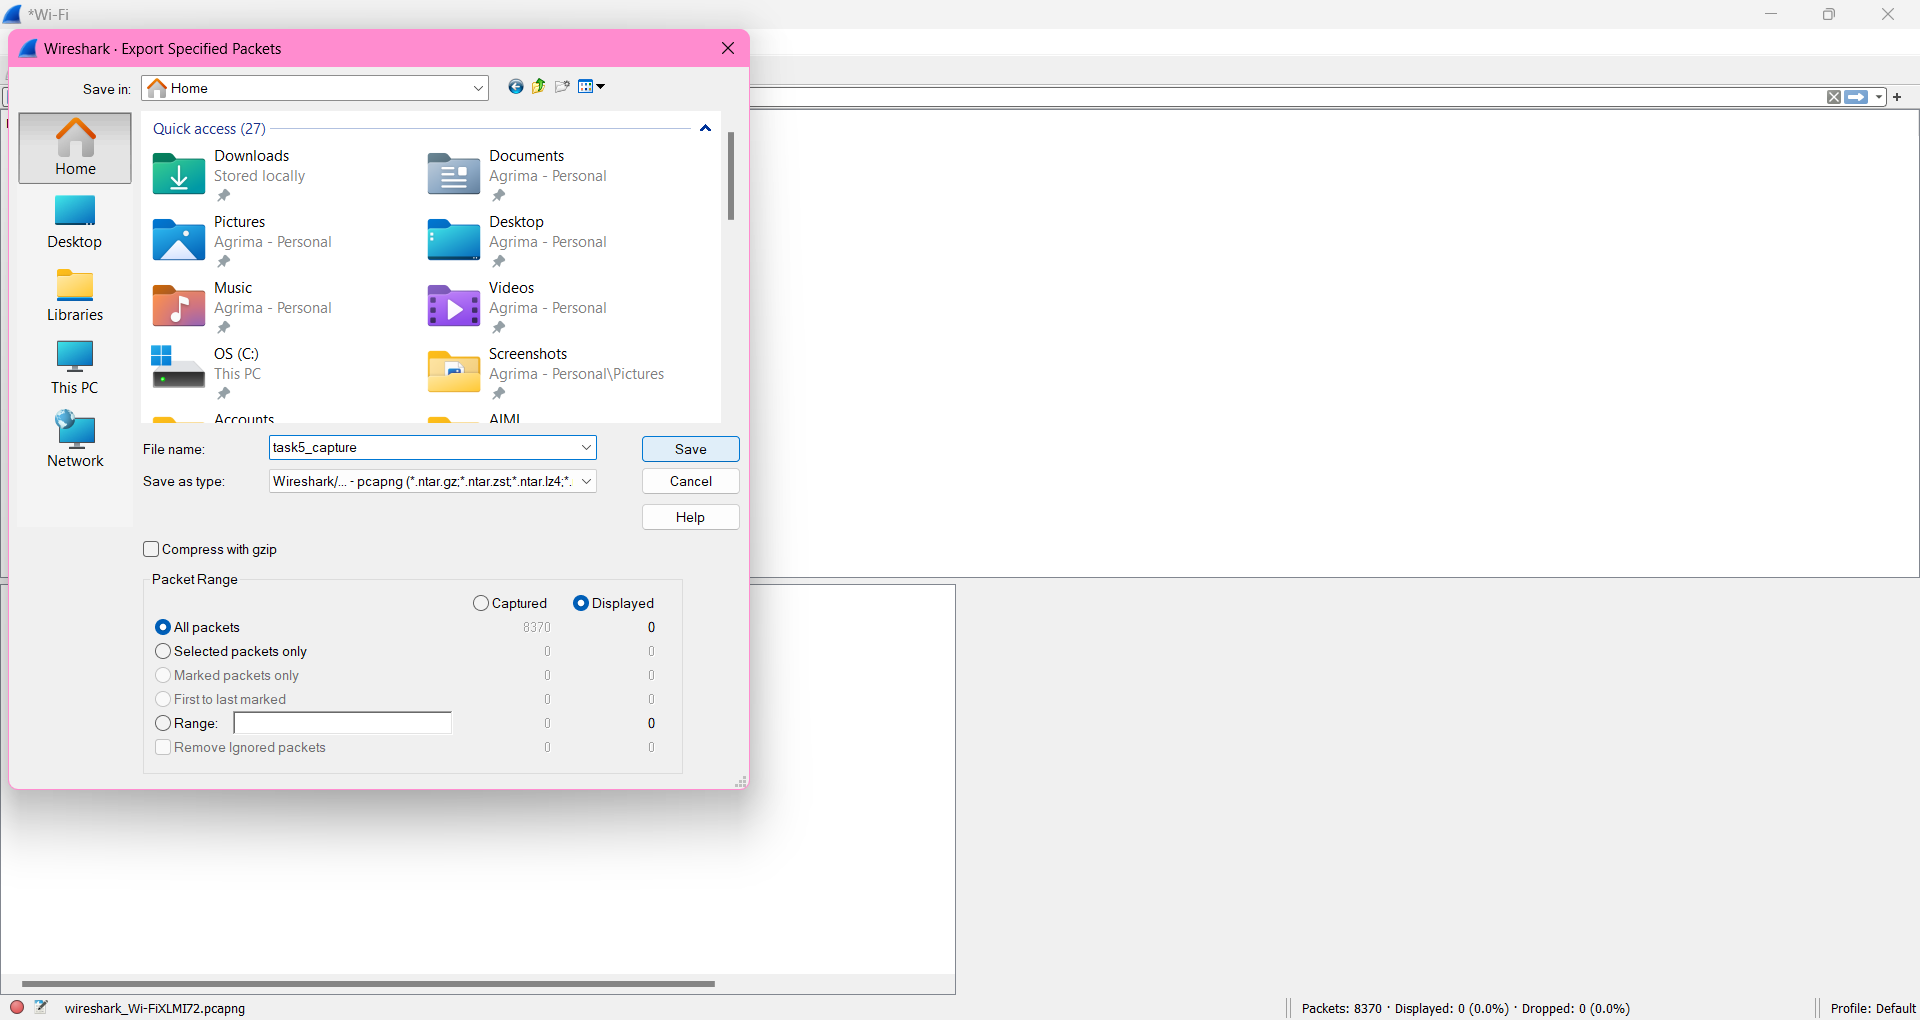 *Wi-Fi
Wireshark · Export Specified Packets
Save in:
Home
Home
Desktop
Libraries
This PC
Network
Quick access (27)
Downloads
Stored locally
Documents
Agrima - Personal
Pictures
Agrima - Personal
Desktop
Agrima - Personal
Music
Agrima - Personal
Videos
Agrima - Personal
OS (C:)
This PC
Screenshots
Agrima - Personal\Pictures
Accounts
AIML
File name:
task5_capture
Save
Save as type:
Wireshark/... - pcapng (*.ntar.gz;*.ntar.zst;*.ntar.lz4;*.
Cancel
Help
Compress with gzip
Packet Range
Captured Displayed
All packets 8370 0
Selected packets only 0 0
Marked packets only 0 0
First to last marked 0 0
Range: 0 0
Remove Ignored packets 0 0
wireshark_Wi-FiXLMI72.pcapng
Packets: 8370 · Displayed: 0 (0.0%) · Dropped: 0 (0.0%)
Profile: Default